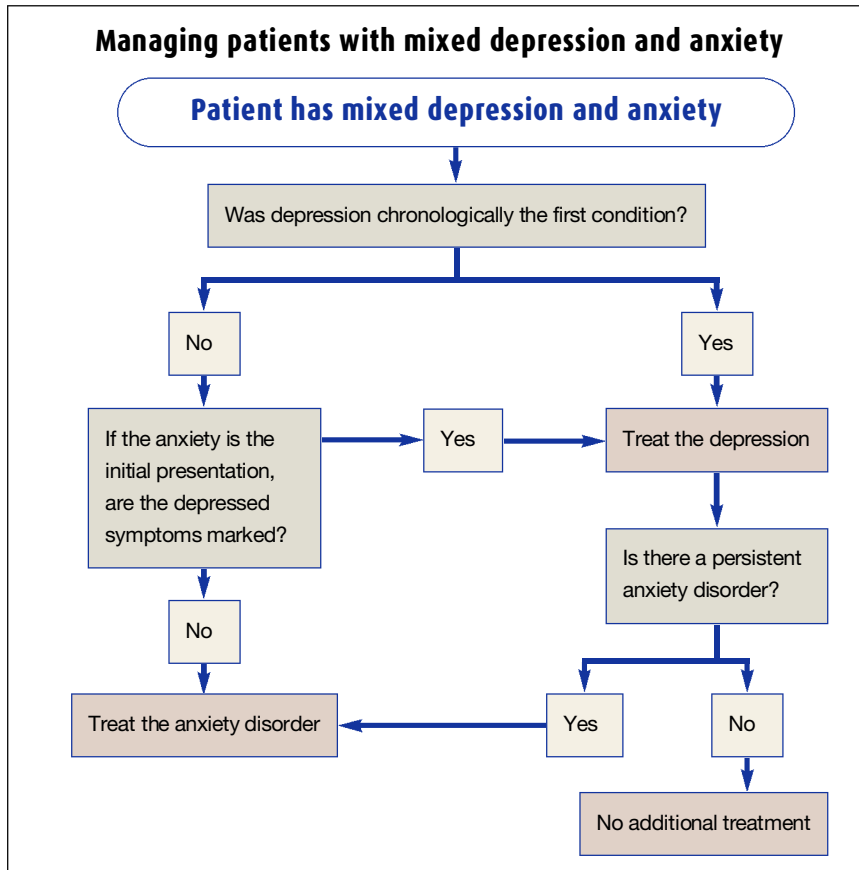 Managing patients with mixed depression and anxiety
Patient has mixed depression and anxiety
Was depression chronologically the first condition?
No
Yes
If the anxiety is the
initial presentation,
are the depressed
symptoms marked?
Yes
Treat the depression
Is there a persistent
anxiety disorder?
No
Treat the anxiety disorder
Yes
No
No additional treatment